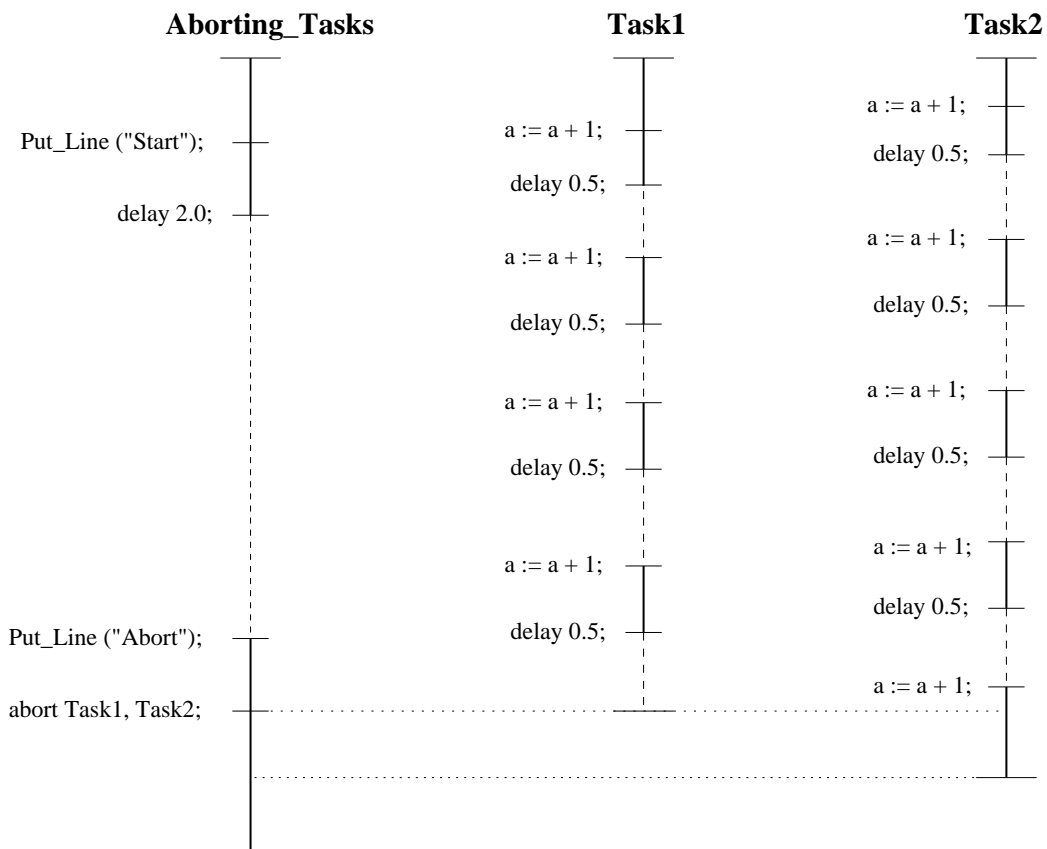 Aborting_Tasks
Task1
Task2
Put_Line ("Start");
delay 2.0;
Put_Line ("Abort");
abort Task1, Task2;
a := a + 1;
delay 0.5;
a := a + 1;
delay 0.5;
a := a + 1;
delay 0.5;
a := a + 1;
delay 0.5;
a := a + 1;
delay 0.5;
a := a + 1;
delay 0.5;
a := a + 1;
delay 0.5;
a := a + 1;
delay 0.5;
a := a + 1;